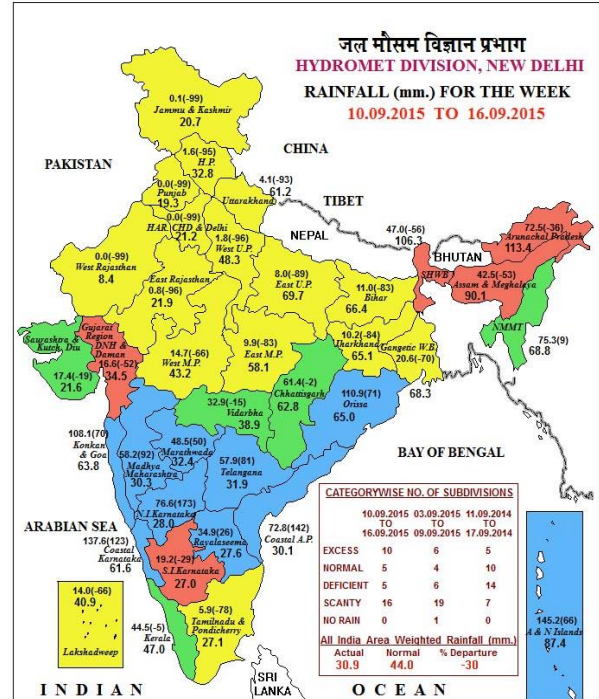 जल मौसम विज्ञान प्रभाग
HYDROMET DIVISION, NEW DELHI
RAINFALL (mm.) FOR THE WEEK
10.09.2015 TO 16.09.2015
0.1(-99)
Jammu & Kashmir
20.7
CHINA
1.6(-95)
H.P.
32.8
PAKISTAN
4.1(-93)
61.2
Uttarakhand
0.0(-99)
Punjab
19.3
TIBET
0.0(-99)
HAR. CHD & Delhi
21.2
NEPAL
1.8(-96)
West U.P.
48.3
47.0(-56)
106.3
SHWB
72.5(-36)
Arunachal Pradesh
113.4
BHUTAN
0.0(-99)
West Rajasthan
8.4
East Rajasthan
0.8(-96)
21.9
8.0(-89)
East U.P.
69.7
11.0(-83)
Bihar
66.4
42.5(-53)
Assam & Meghalaya
90.1
NMMT
75.3(9)
68.8
Saurashtra &
Kutch, Diu
17.4(-19)
21.6
Gujarat
Region
DNH &
Daman
16.6(-52)
34.5
14.7(-66)
West M.P.
43.2
9.9(-83)
East M.P.
58.1
10.2(-84)
Jharkhand
65.1
Gangetic W.B.
20.6(-70)
68.3
61.4(-2)
Chhattisgarh
62.8
32.9(-15)
Vidarbha
38.9
110.9(71)
Orissa
65.0
108.1(70)
Konkan
& Goa
63.8
58.2(92)
Madhya
Maharashtra
30.3
48.5(50)
Marathwada
32.4
57.9(81)
Telangana
31.9
BAY OF BENGAL
76.6(173)
N.I.Karnataka
28.0
ARABIAN SEA
137.6(123)
Coastal
Karnataka
61.6
34.9(26)
Rayalaseema
27.6
72.8(142)
Coastal A.P.
30.1
19.2(-29)
S.I.Karnataka
27.0
14.0(-66)
40.9
Lakshadweep
44.5(-5)
Kerala
47.0
5.9(-78)
Tamilnadu &
Pondicherry
27.1
145.2(66)
A & N Islands
87.4
CATEGORYWISE NO. OF SUBDIVISIONS
10.09.2015 03.09.2015 11.09.2014
TO TO TO
16.09.2015 09.09.2015 17.09.2014
EXCESS 10 6 5
NORMAL 5 4 10
DEFICIENT 5 6 14
SCANTY 16 19 7
NO RAIN 0 1 0
All India Area Weighted Rainfall (mm.)
Actual Normal % Departure
30.9 44.0 -30
SRI
LANKA
INDIAN OCEAN